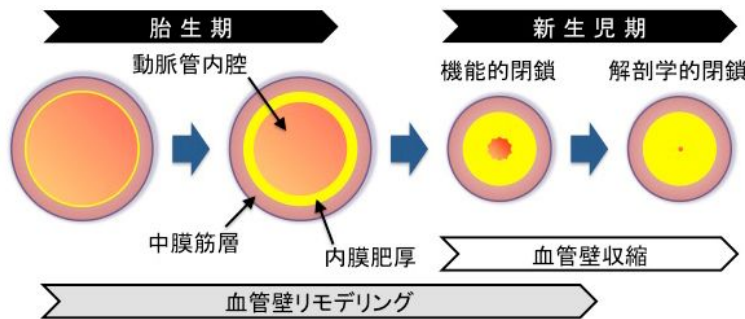 胎生期
新生児期
動脈管内腔
機能的閉鎖
解剖学的閉鎖
中膜筋層
内膜肥厚
血管壁収縮
血管壁リモデリング